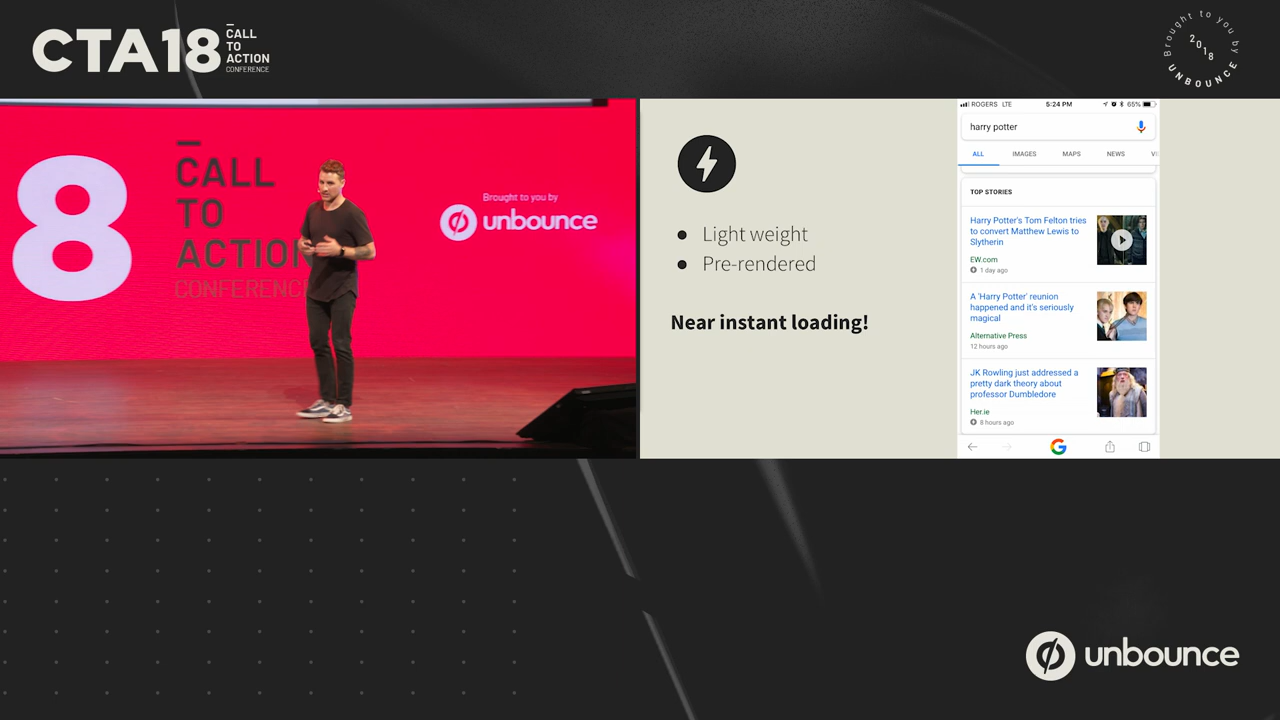 CTA18
CALL
TO
ACTION
CONFERENCE
Brought to you by
2018
UNBOUNCE
8
CALL
TO
ACTION
CONFERENC
Brought to you by
unbounce
Light weight
Pre-rendered
Near instant loading!
ROGERS LTE
5:24 PM
65%
harry potter
ALL
IMAGES
MAPS
NEWS
TOP STORIES
Harry Potter's Tom Felton tries
to convert Matthew Lewis to
Slytherin
EW.com
1 day ago
A 'Harry Potter' reunion
happened and it's seriously
magical
Alternative Press
12 hours ago
JK Rowling just addressed a
pretty dark theory about
professor Dumbledore
Her.ie
8 hours ago
unbounce